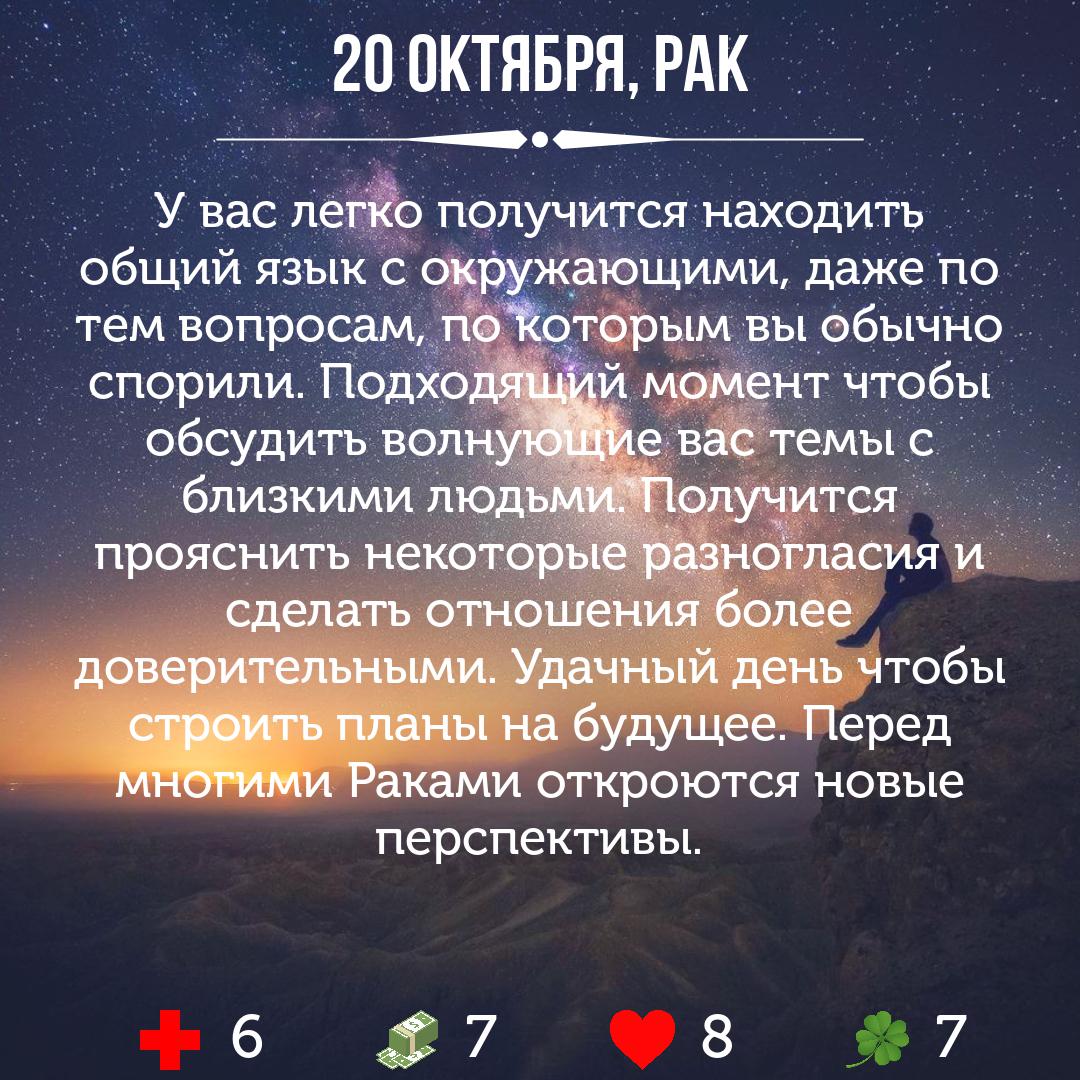 20 ОКТЯБРЯ, РАК
У вас легко получится находить
общий язык с окружающими, даже по
тем вопросам, по которым вы обычно
спорили. Подходящий момент чтобы
обсудить волнующие вас темы с
близкими людьми. Получится
прояснить некоторые разногласия и
сделать отношения более
доверительными. Удачный день чтобы
строить планы на будущее. Перед
многими Раками откроются новые
перспективы.
6 7 8 7